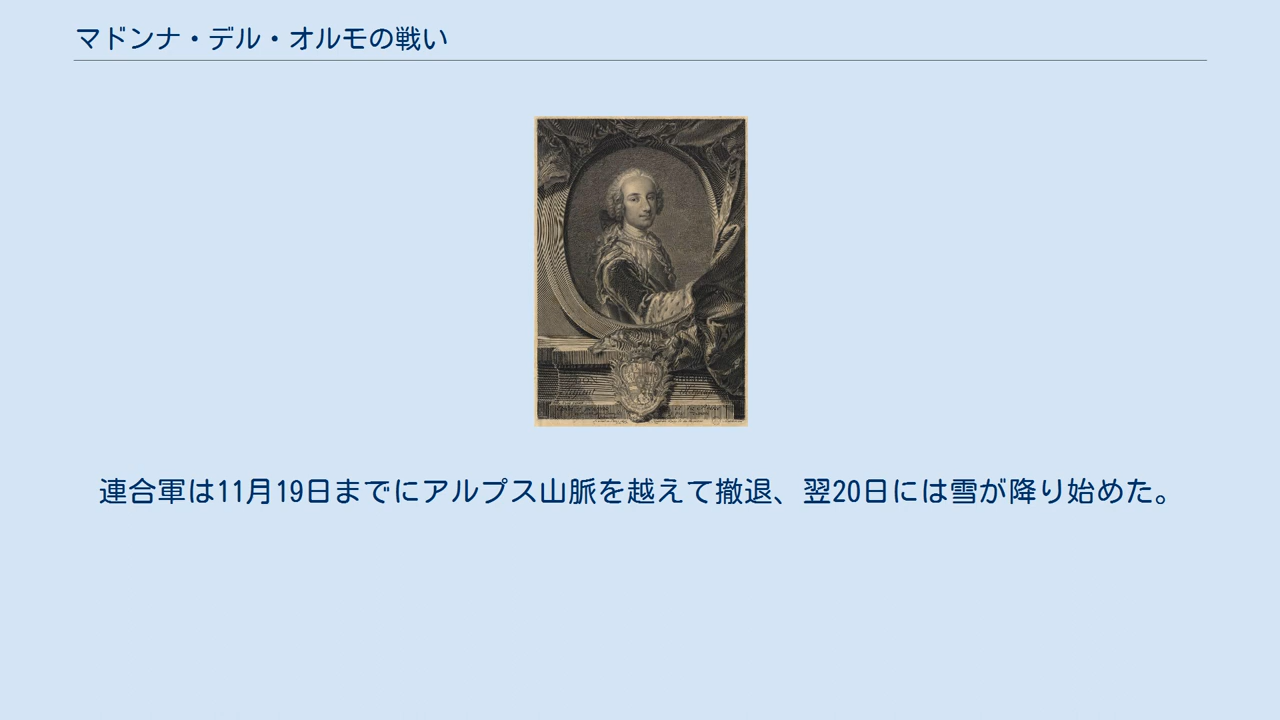 マドンナ・デル・オルモの戦い
連合軍は11月19日までにアルプス山脈を越えて撤退、翌20日には雪が降り始めた。